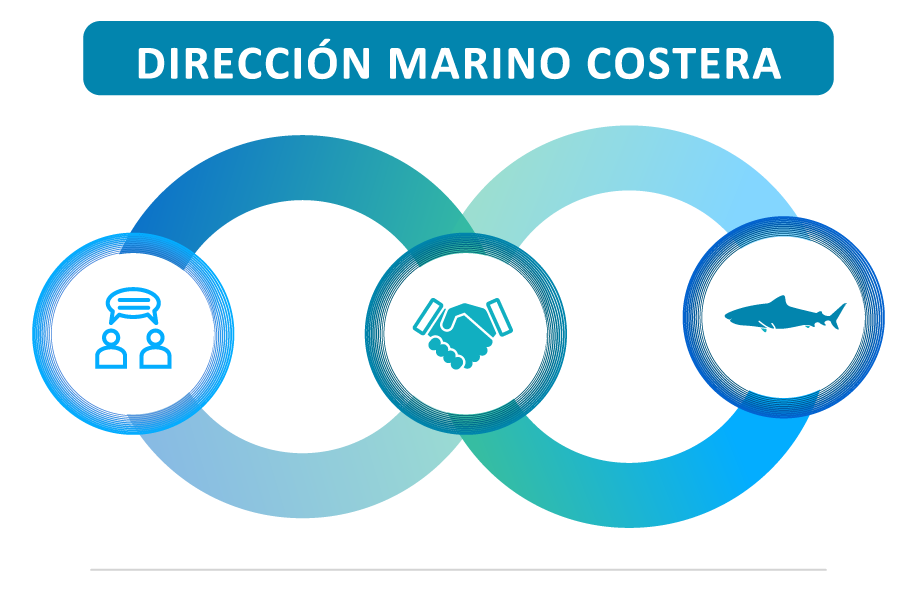 DIRECCIÓN MARINO COSTERA